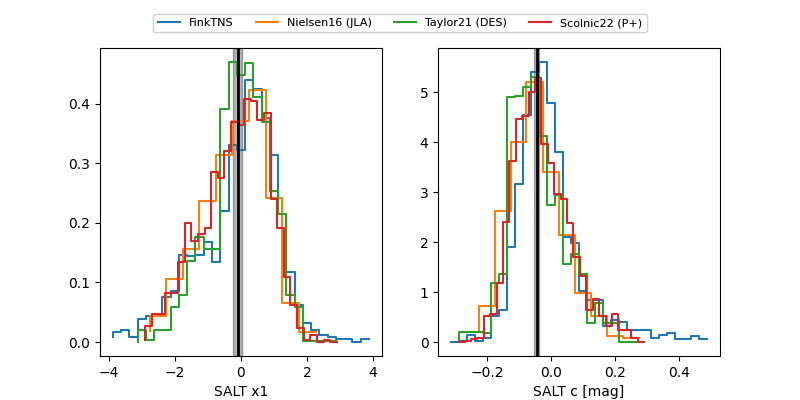 FinkTNS Nielsen16 (JLA) Taylor21 (DES) Scolnic22 (P+)
0.4
0.3
0.2
0.1
0.0
−4 −2 0 2 4
SALT x1
5
4
3
2
1
0
−0.2 0.0 0.2 0.4
SALT c [mag]